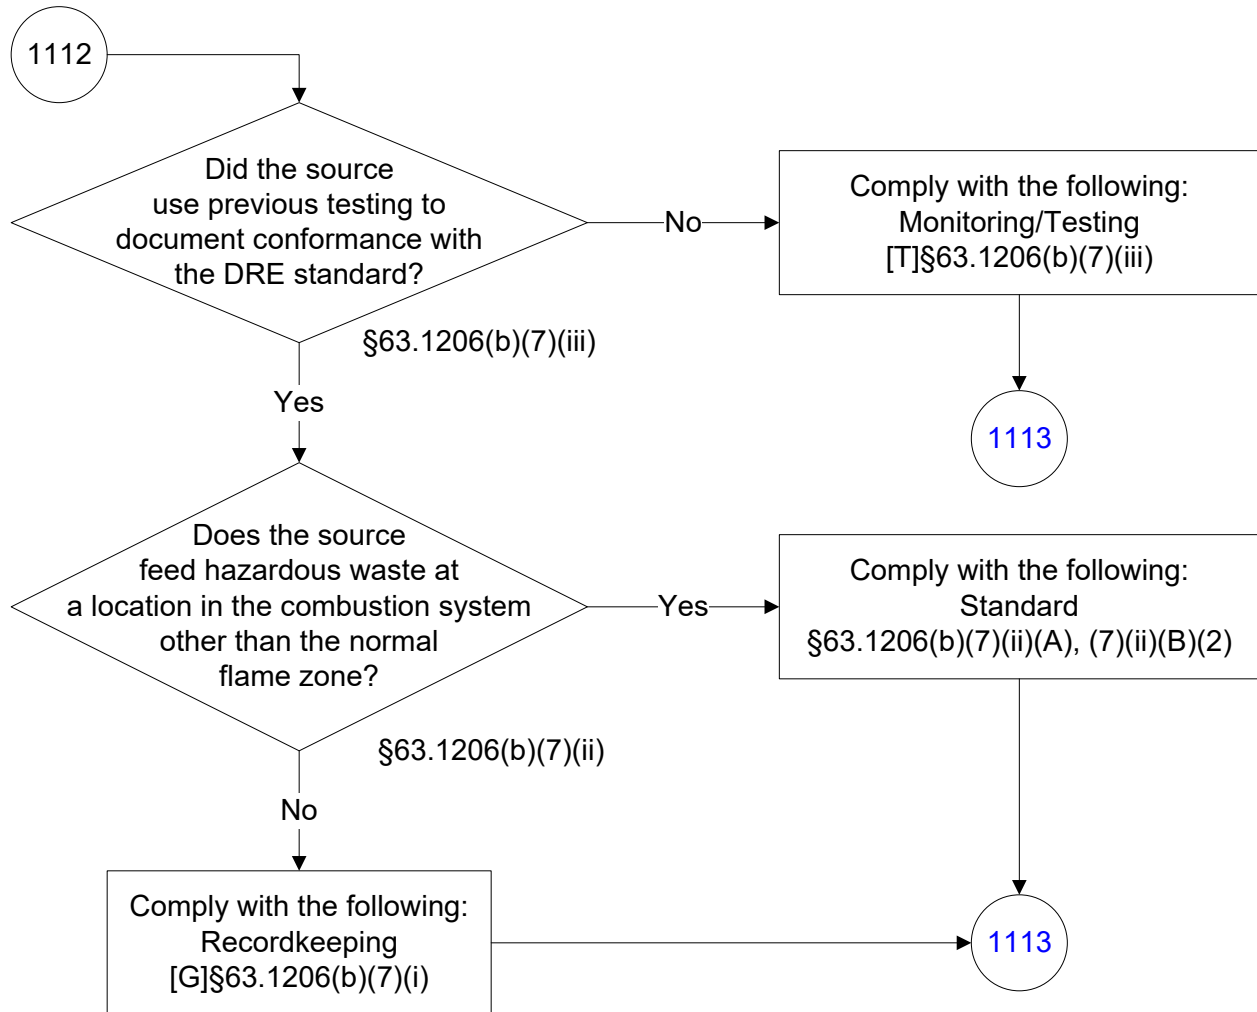 1112
Did the source
use previous testing to
document conformance with
the DRE standard?
§63.1206(b)(7)(iii)
No
Comply with the following:
Monitoring/Testing
[T]§63.1206(b)(7)(iii)
1113
Yes
Does the source
feed hazardous waste at
a location in the combustion system
other than the normal
flame zone?
§63.1206(b)(7)(ii)
Yes
Comply with the following:
Standard
§63.1206(b)(7)(ii)(A), (7)(ii)(B)(2)
No
Comply with the following:
Recordkeeping
[G]§63.1206(b)(7)(i)
1113